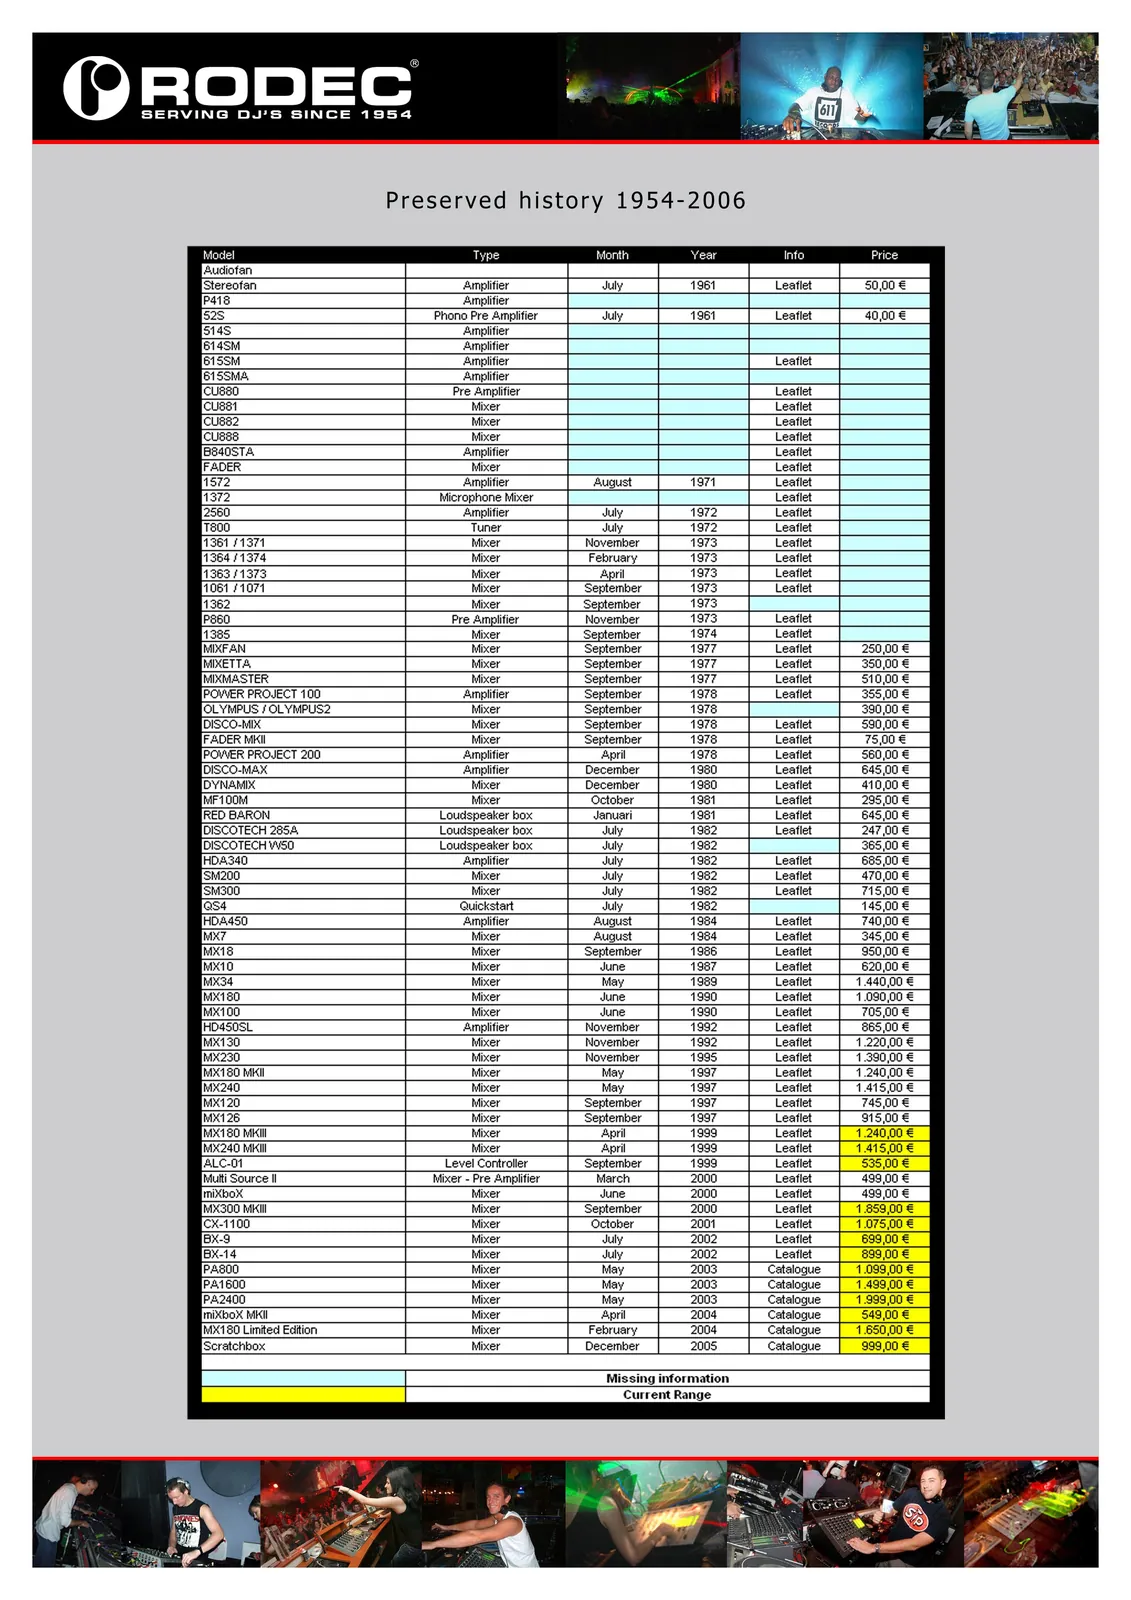 RODEC®
SERVING DJ'S SINCE 1954
611
Preserved history 1954-2006
Model Type Month Year Info Price
Audiofan
Stereofan Amplifier July 1961 Leaflet 50,00 €
P418 Amplifier
52S Phono Pre Amplifier July 1961 Leaflet 40,00 €
514S Amplifier
614SM Amplifier
615SM Amplifier Leaflet
615SMA Amplifier
CU880 Pre Amplifier Leaflet
CU881 Mixer Leaflet
CU882 Mixer Leaflet
CU888 Mixer Leaflet
B840STA Amplifier Leaflet
FADER Mixer Leaflet
1572 Amplifier August 1971 Leaflet
1372 Microphone Mixer Leaflet
2560 Amplifier July 1972 Leaflet
T800 Tuner July 1972 Leaflet
1361 / 1371 Mixer November 1973 Leaflet
1364 / 1374 Mixer February 1973 Leaflet
1363 / 1373 Mixer April 1973 Leaflet
1061 / 1071 Mixer September 1973 Leaflet
1362 Mixer September 1973
P860 Pre Amplifier November 1973 Leaflet
1385 Mixer September 1974 Leaflet
MIXFAN Mixer September 1977 Leaflet 250,00 €
MIXETTA Mixer September 1977 Leaflet 350,00 €
MIXMASTER Mixer September 1977 Leaflet 510,00 €
POWER PROJECT 100 Amplifier September 1978 Leaflet 355,00 €
OLYMPUS / OLYMPUS2 Mixer September 1978 390,00 €
DISCO-MIX Mixer September 1978 Leaflet 590,00 €
FADER MKII Mixer September 1978 Leaflet 75,00 €
POWER PROJECT 200 Amplifier April 1978 Leaflet 560,00 €
DISCO-MAX Amplifier December 1980 Leaflet 645,00 €
DYNAMIX Mixer December 1980 Leaflet 410,00 €
MF100M Mixer October 1981 Leaflet 295,00 €
RED BARON Loudspeaker box Januari 1981 Leaflet 645,00 €
DISCOTECH 285A Loudspeaker box July 1982 Leaflet 247,00 €
DISCOTECH W50 Loudspeaker box July 1982 365,00 €
HDA340 Amplifier July 1982 Leaflet 685,00 €
SM200 Mixer July 1982 Leaflet 470,00 €
SM300 Mixer July 1982 Leaflet 715,00 €
QS4 Quickstart July 1982 145,00 €
HDA450 Amplifier August 1984 Leaflet 740,00 €
MX7 Mixer August 1984 Leaflet 345,00 €
MX18 Mixer September 1986 Leaflet 950,00 €
MX10 Mixer June 1987 Leaflet 620,00 €
MX34 Mixer May 1989 Leaflet 1.440,00 €
MX180 Mixer June 1990 Leaflet 1.090,00 €
MX100 Mixer June 1990 Leaflet 705,00 €
HD450SL Amplifier November 1992 Leaflet 865,00 €
MX130 Mixer November 1992 Leaflet 1.220,00 €
MX230 Mixer November 1995 Leaflet 1.390,00 €
MX180 MKII Mixer May 1997 Leaflet 1.240,00 €
MX240 Mixer May 1997 Leaflet 1.415,00 €
MX120 Mixer September 1997 Leaflet 745,00 €
MX126 Mixer September 1997 Leaflet 915,00 €
MX180 MKIII Mixer April 1999 Leaflet 1.240,00 €
MX240 MKIII Mixer April 1999 Leaflet 1.415,00 €
ALC-01 Level Controller September 1999 Leaflet 535,00 €
Multi Source II Mixer - Pre Amplifier March 2000 Leaflet 499,00 €
miXboX Mixer June 2000 Leaflet 499,00 €
MX300 MKIII Mixer September 2000 Leaflet 1.859,00 €
CX-1100 Mixer October 2001 Leaflet 1.075,00 €
BX-9 Mixer July 2002 Leaflet 699,00 €
BX-14 Mixer July 2002 Leaflet 899,00 €
PA800 Mixer May 2003 Catalogue 1.099,00 €
PA1600 Mixer May 2003 Catalogue 1.499,00 €
PA2400 Mixer May 2003 Catalogue 1.999,00 €
miXboX MKII Mixer April 2004 Catalogue 549,00 €
MX180 Limited Edition Mixer February 2004 Catalogue 1.650,00 €
Scratchbox Mixer December 2005 Catalogue 999,00 €
Missing information
Current Range